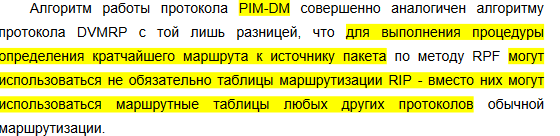 Алгоритм работы протокола PIM-DM совершенно аналогичен алгоритму
протокола DVMRP с той лишь разницей, что для выполнения процедуры
определения кратчайшего маршрута к источнику пакета по методу RPF могут
использоваться не обязательно таблицы маршрутизации RIP - вместо них могут
использоваться маршрутные таблицы любых других протоколов обычной
маршрутизации.